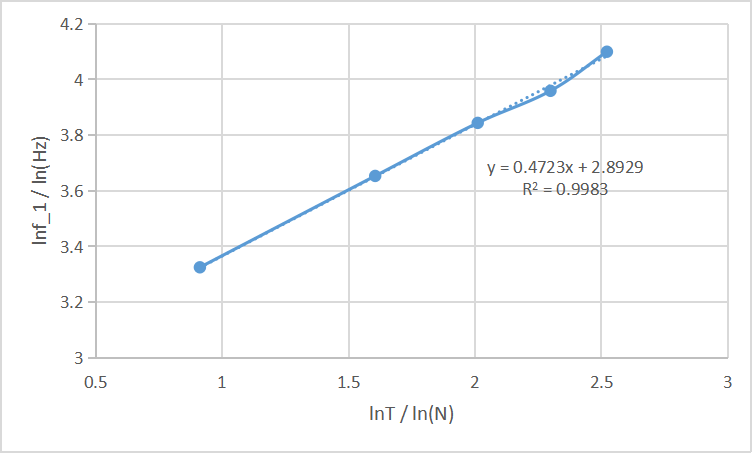 4.2
4
3.8
3.6
3.4
3.2
3
lnf_1 / ln(Hz)
y = 0.4723x + 2.8929
R² = 0.9983
0.5 1 1.5 2 2.5 3
lnT / ln(N)